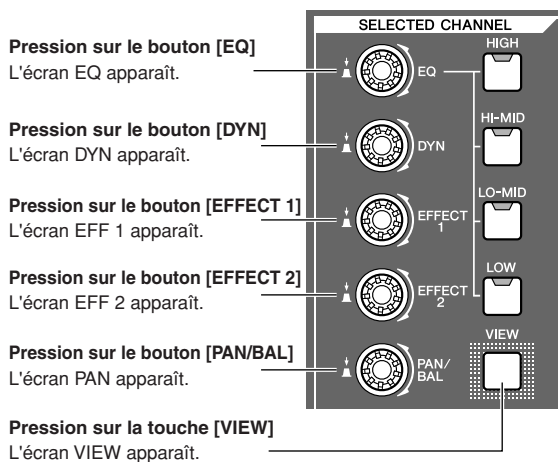 SELECTED CHANNEL
Pression sur le bouton [EQ]
L'écran EQ apparaît.
EQ
HIGH
Pression sur le bouton [DYN]
L'écran DYN apparaît.
DYN
HI-MID
Pression sur le bouton [EFFECT 1]
L'écran EFF 1 apparaît.
EFFECT
1
LO-MID
Pression sur le bouton [EFFECT 2]
L'écran EFF 2 apparaît.
EFFECT
2
LOW
Pression sur le bouton [PAN/BAL]
L'écran PAN apparaît.
PAN/
BAL
VIEW
Pression sur la touche [VIEW]
L'écran VIEW apparaît.